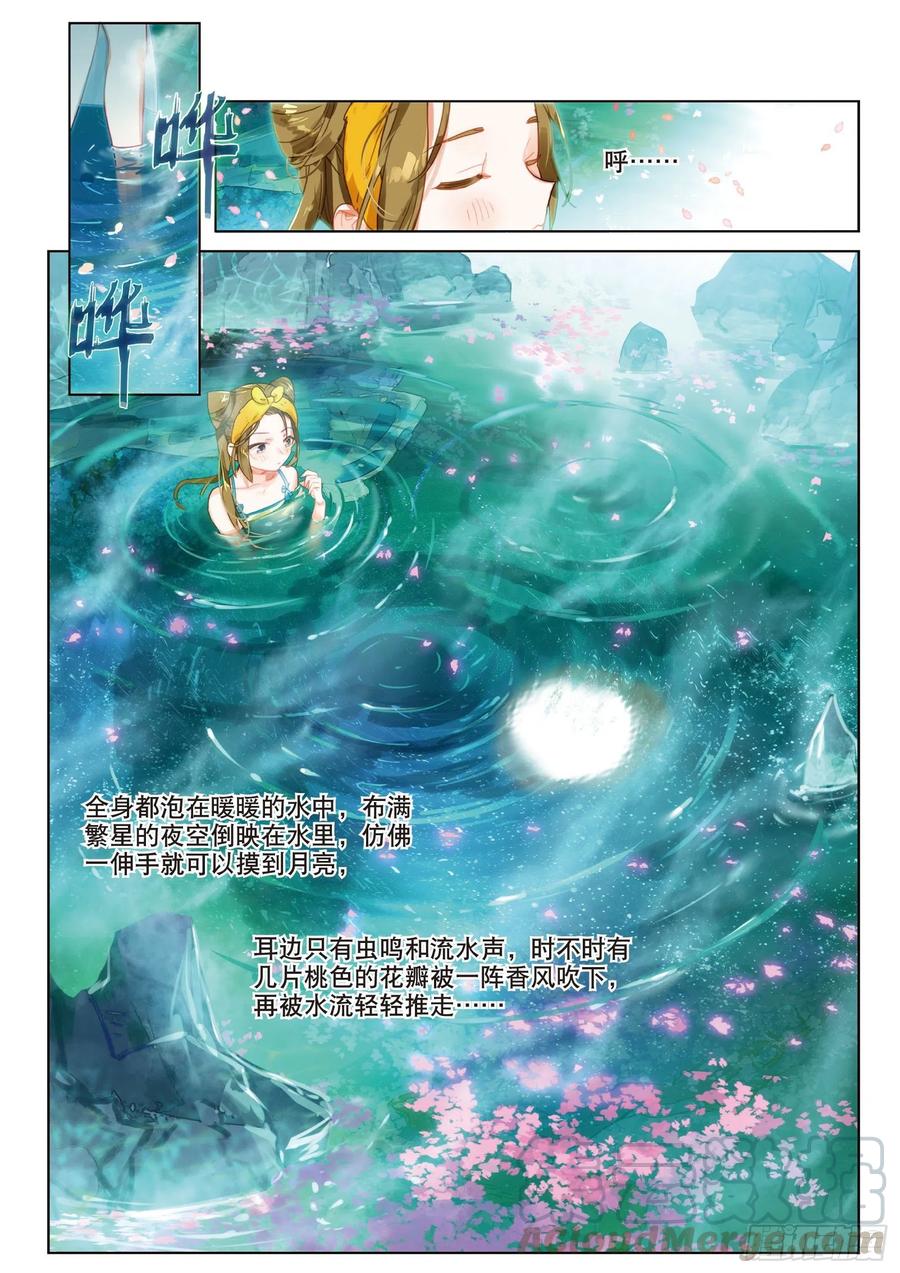 哗
呼……
哗
全身都泡在暖暖的水中，布满
繁星的夜空倒映在水里，仿佛
一伸手就可以摸到月亮，
耳边只有虫鸣和流水声，时不时有
几片桃色的花瓣被一阵香风吹下，
再被水流轻轻推走……
AcloudMerge.com